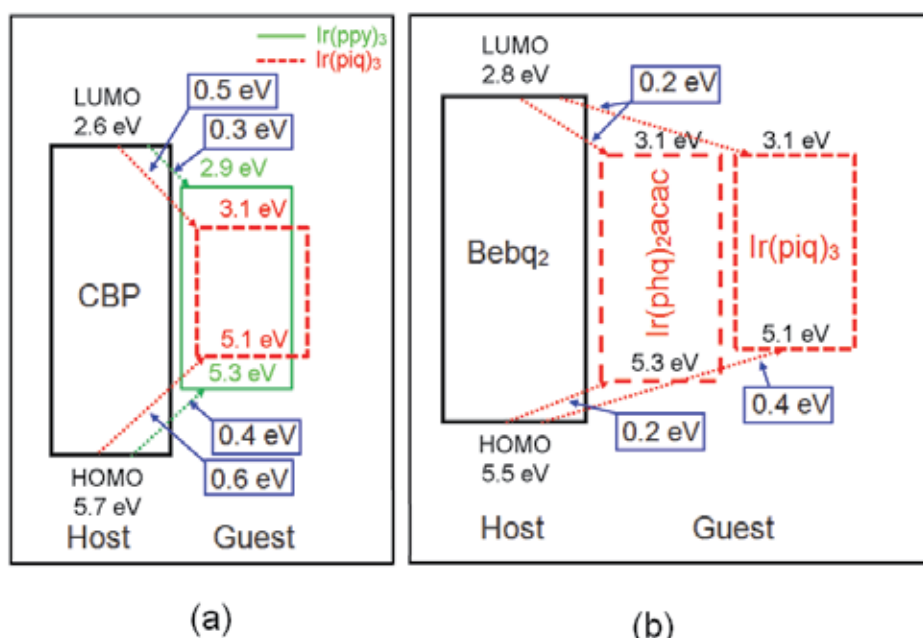 Ir(ppy)3
Ir(piq)3
0.5 eV
LUMO
2.6 eV
0.3 eV
2.9 eV
3.1 eV
CBP
5.1 eV
5.3 eV
0.4 eV
0.6 eV
HOMO
5.7 eV
Host
Guest
(a)
LUMO
2.8 eV
0.2 eV
3.1 eV
3.1 eV
Bebq2
Ir(phq)2acac
Ir(piq)3
5.1 eV
5.3 eV
0.4 eV
0.2 eV
HOMO
5.5 eV
Host
Guest
(b)